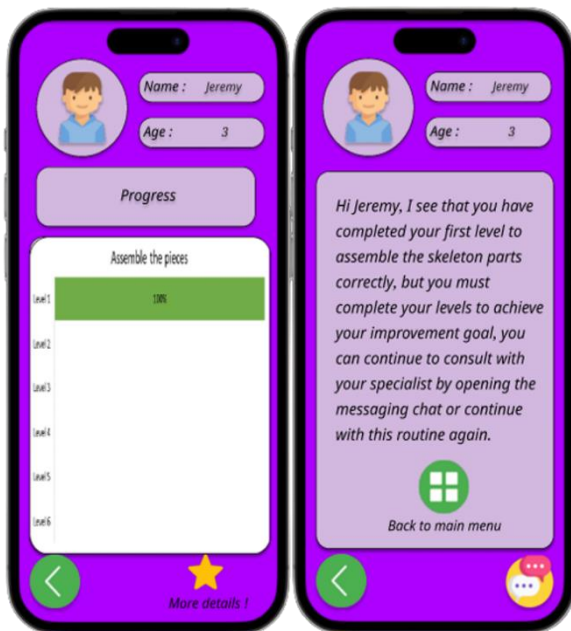 Name : Jeremy
Age : 3
Progress
Assemble the pieces
Level 1 100%
Level 2
Level 3
Level 4
Level 5
Level 6
More details !
Name : Jeremy
Age : 3
Hi Jeremy, I see that you have
completed your first level to
assemble the skeleton parts
correctly, but you must
complete your levels to achieve
your improvement goal, you
can continue to consult with
your specialist by opening the
messaging chat or continue
with this routine again.
Back to main menu